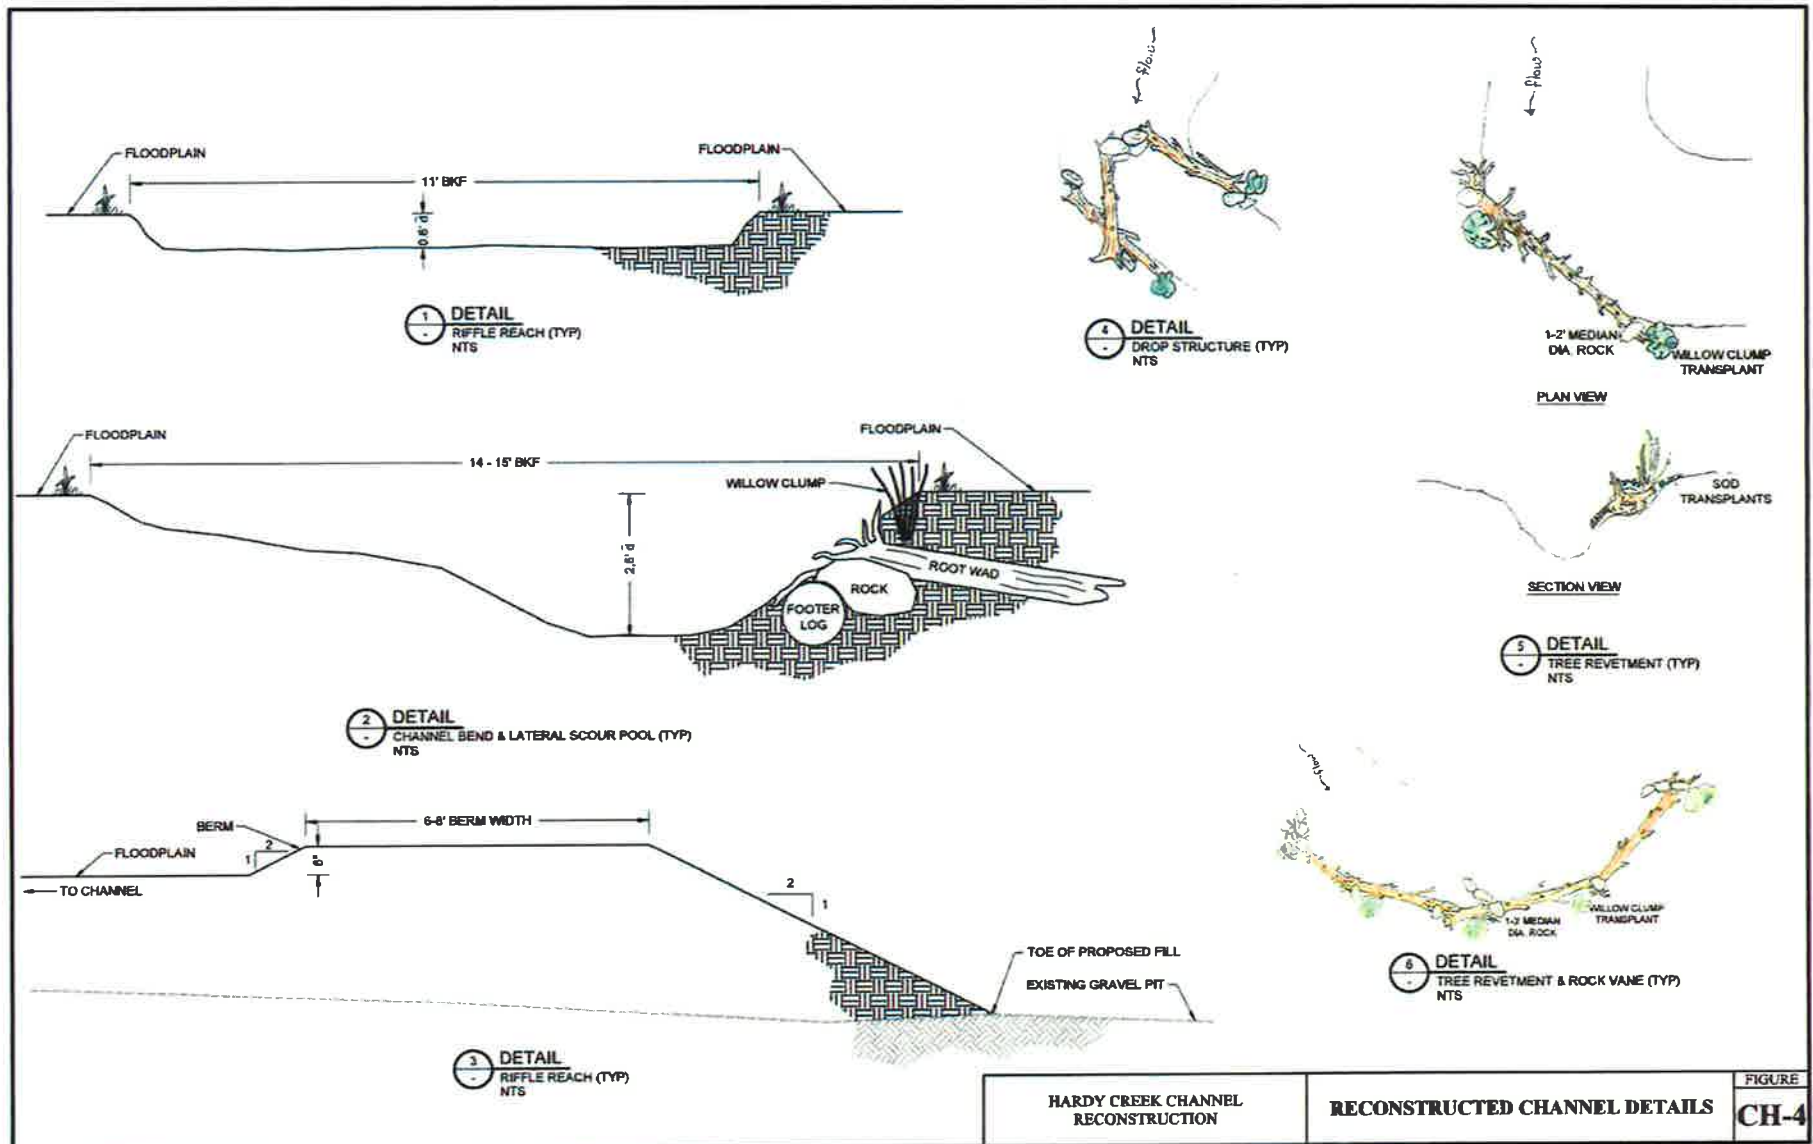 FLOODPLAIN
FLOODPLAIN
11' BKF
0.6' d
1
-
DETAIL
RIFFLE REACH (TYP)
NTS
flow
4
-
DETAIL
DROP STRUCTURE (TYP)
NTS
flow
1-2' MEDIAN
DIA. ROCK
WILLOW CLUMP
TRANSPLANT
PLAN VIEW
SOD
TRANSPLANTS
SECTION VIEW
5
-
DETAIL
TREE REVETMENT (TYP)
NTS
FLOODPLAIN
FLOODPLAIN
14 - 15' BKF
WILLOW CLUMP
ROOT WAD
ROCK
FOOTER
LOG
2
-
DETAIL
CHANNEL BEND & LATERAL SCOUR POOL (TYP)
NTS
6-8' BERM WIDTH
BERM
2
1
6"
FLOODPLAIN
TO CHANNEL
2
1
TOE OF PROPOSED FILL
EXISTING GRAVEL PIT
3
-
DETAIL
RIFFLE REACH (TYP)
NTS
flow
MEDIAN
DIA. ROCK
WILLOW CLUMP
TRANSPLANT
6
-
DETAIL
TREE REVETMENT & ROCK VANE (TYP)
NTS
HARDY CREEK CHANNEL
RECONSTRUCTION
RECONSTRUCTED CHANNEL DETAILS
FIGURE
CH-4